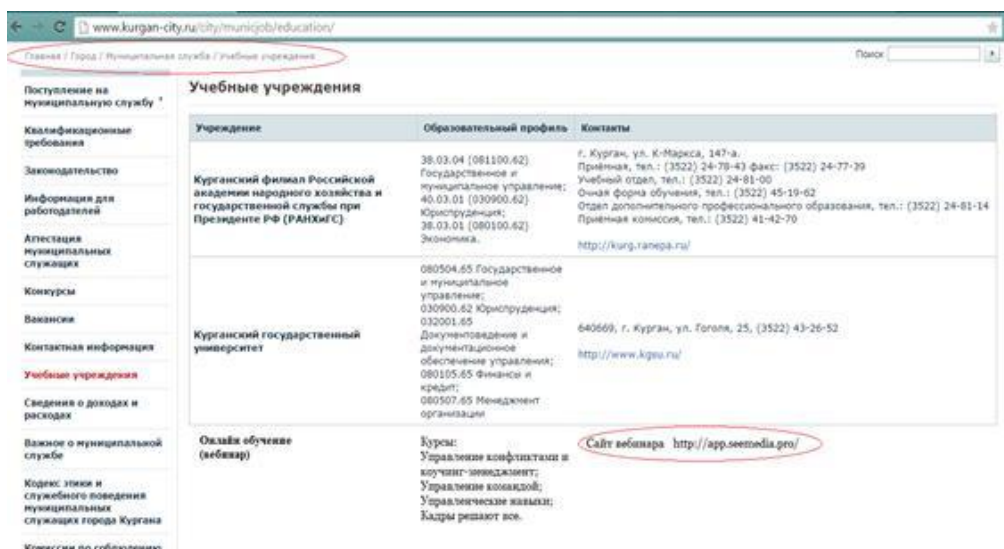 www.kurgan-city.ru/city/municjob/education/
Главная / Город / Муниципальная служба / Учебные учреждения
Поиск
Поступление на
муниципальную службу
Квалификационные
требования
Законодательство
Информация для
работодателей
Аттестация
муниципальных
служащих
Конкурсы
Вакансии
Контактная информация
Учебные учреждения
Сведения о доходах и
расходах
Важное о муниципальной
службе
Кодекс этики и
служебного поведения
муниципальных
служащих города Кургана
Комиссии по соблюдению
Учебные учреждения
Учреждение
Образовательный профиль
Контакты
Курганский филиал Российской
академии народного хозяйства и
государственной службы при
Президенте РФ (РАНХиГС)
38.03.04 (081100.62)
Государственное и
муниципальное управление;
40.03.01 (030900.62)
Юриспруденция;
38.03.01 (080100.62)
Экономика.
г. Курган, ул. К-Маркса, 147-а.
Приёмная, тел.: (3522) 24-78-43 факс: (3522) 24-77-39
Учебный отдел, тел.: (3522) 24-81-00
Очная форма обучения, тел.: (3522) 45-19-62
Отдел дополнительного профессионального образования, тел.: (3522) 24-81-14
Приёмная комиссия, тел.: (3522) 41-42-70
http://kurg.ranepa.ru/
Курганский государственный
университет
080504.65 Государственное
и муниципальное
управление;
030900.62 Юриспруденция;
032001.65
Документоведение и
документационное
обеспечение управления;
080105.65 Финансы и
кредит;
080507.65 Менеджмент
организации
640669, г. Курган, ул. Гоголя, 25, (3522) 43-26-52
http://www.kgsu.ru/
Онлайн обучение
(вебинар)
Курсы:
Управление конфликтами и
коучинг-менеджмент;
Управление командой;
Управленческие навыки;
Кадры решают все.
Сайт вебинара http://app.seemedia.pro/